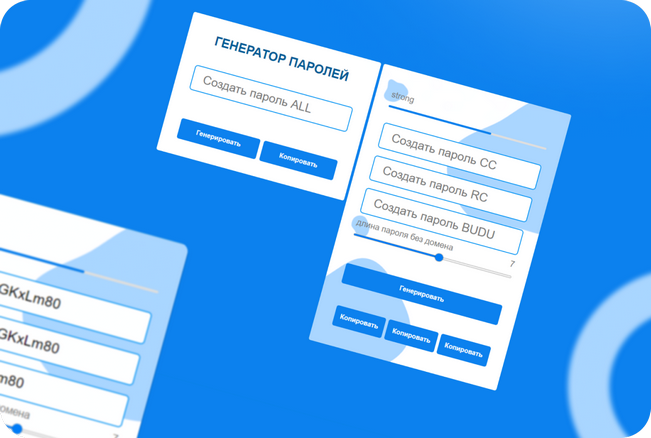 ГЕНЕРАТОР ПАРОЛЕЙ
Создать пароль ALL
Генерировать
Копировать
strong
Создать пароль CC
Создать пароль RC
Создать пароль BUDU
длина пароля без домена
7
Генерировать
Копировать
Копировать
Копировать
GKxLm80
GKxLm80
m80
омена
7